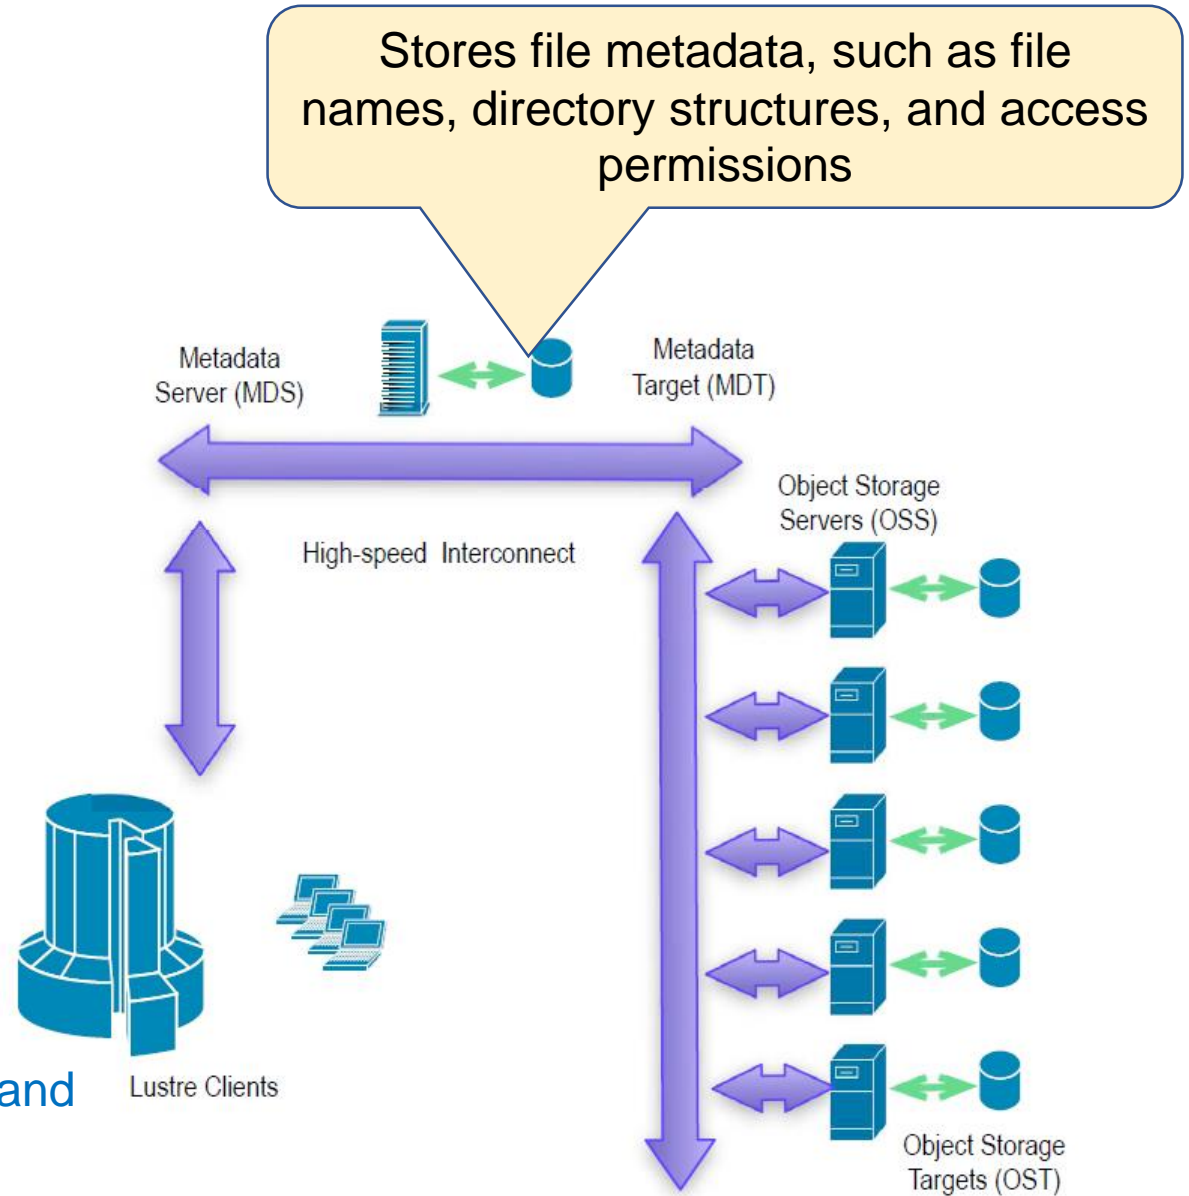 Stores file metadata, such as file
names, directory structures, and access
permissions
Metadata
Server (MDS)
Metadata
Target (MDT)
Object Storage
Servers (OSS)
High-speed Interconnect
and
Lustre Clients
Object Storage
Targets (OST)